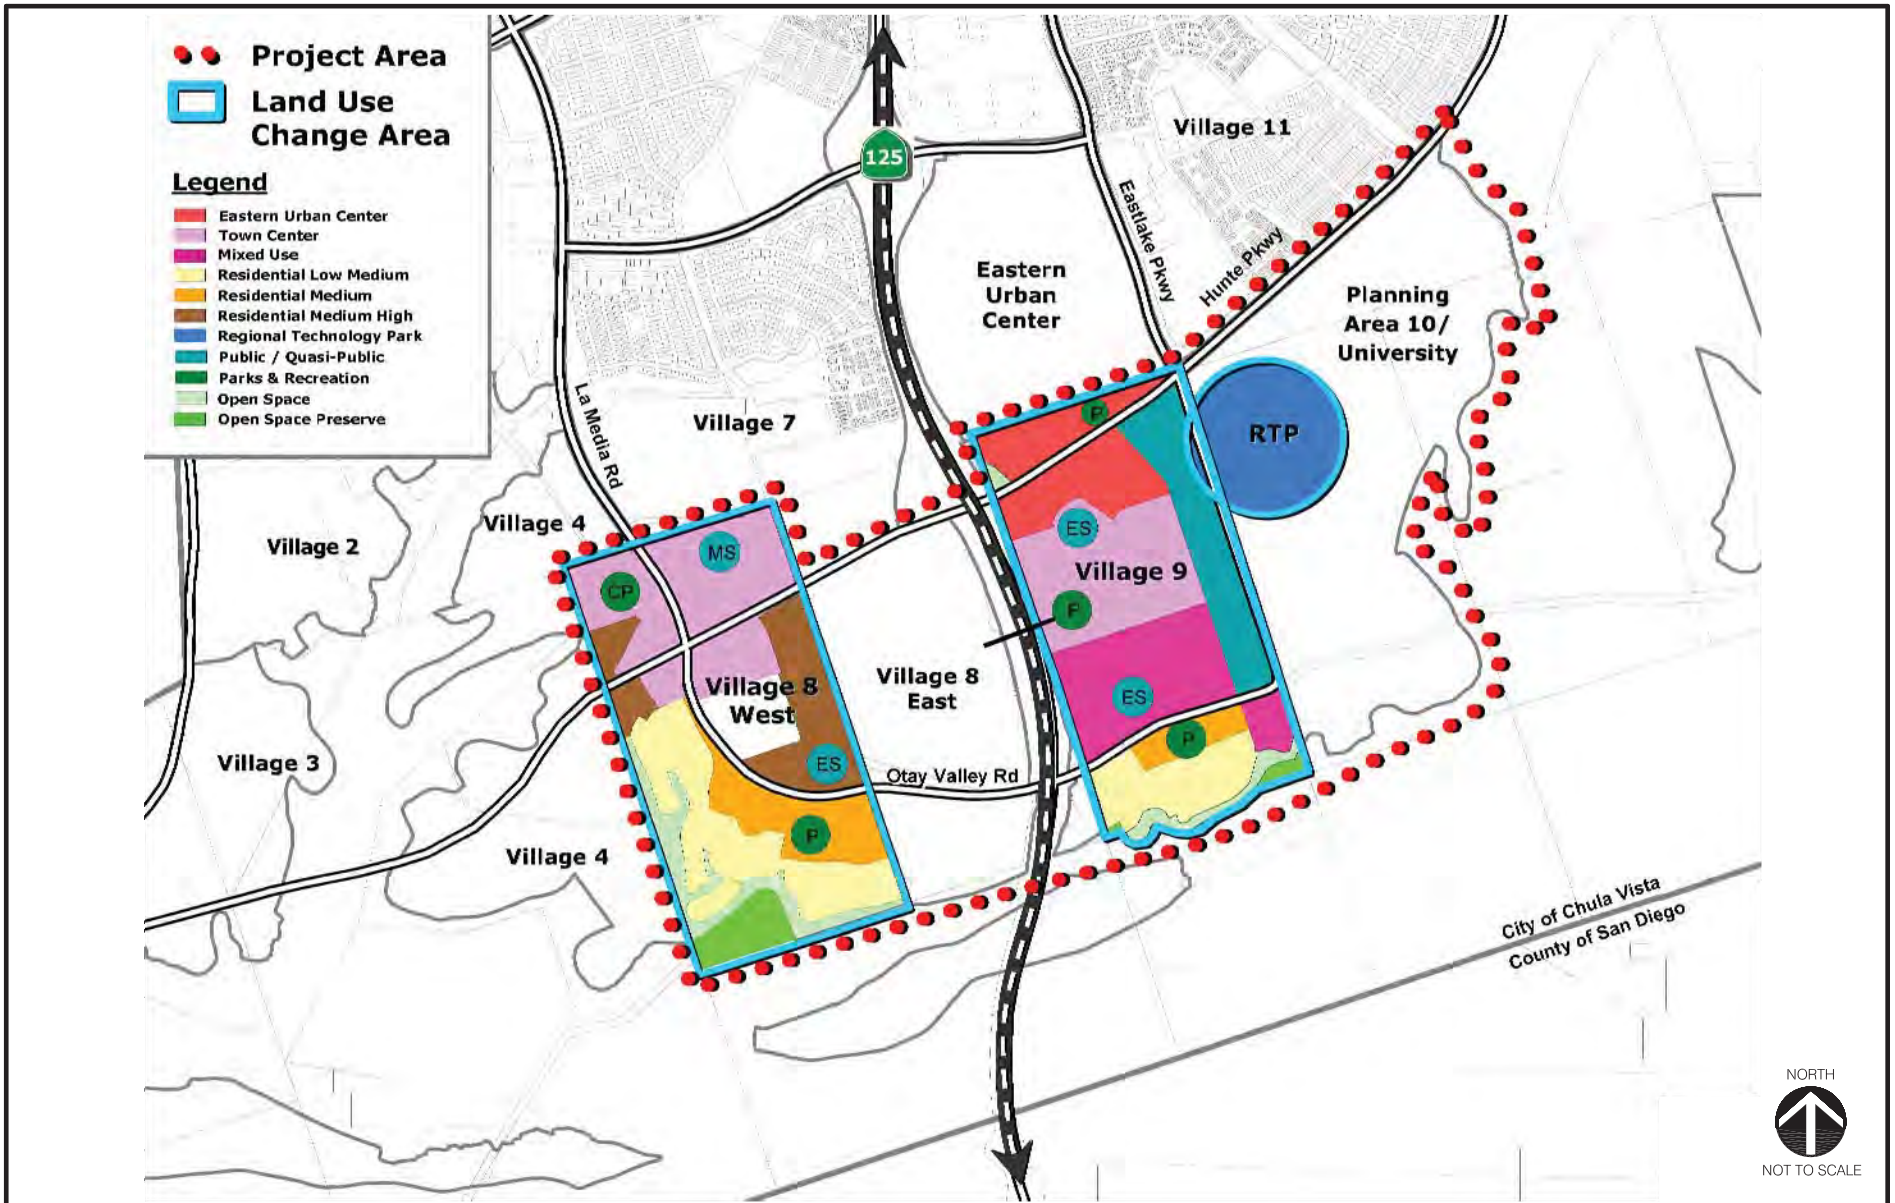 Project Area
Land Use
Change Area
Legend
Eastern Urban Center
Town Center
Mixed Use
Residential Low Medium
Residential Medium
Residential Medium High
Regional Technology Park
Public / Quasi-Public
Parks & Recreation
Open Space
Open Space Preserve
125
Village 11
Eastlake Pkwy
Hunte Pkwy
Eastern
Urban
Center
Planning
Area 10/
University
La Media Rd
Village 7
P
RTP
Village 4
Village 2
MS
ES
CP
Village 9
P
Village 8
West
Village 8
East
ES
P
Village 3
ES
Otay Valley Rd
P
Village 4
City of Chula Vista
County of San Diego
NORTH
NOT TO SCALE